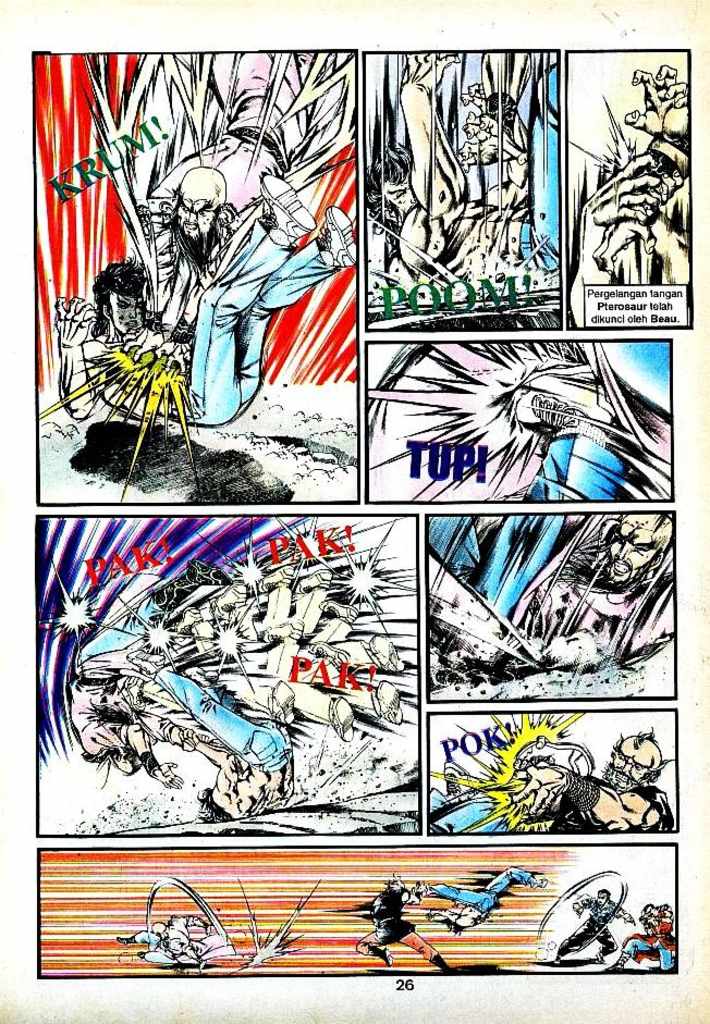 KRUM!
POOM!
Pergelangan tangan
Pterosaur telah
dikunci oleh Beau.
TUP!
PAK!
PAK!
PAK!
POK!
26